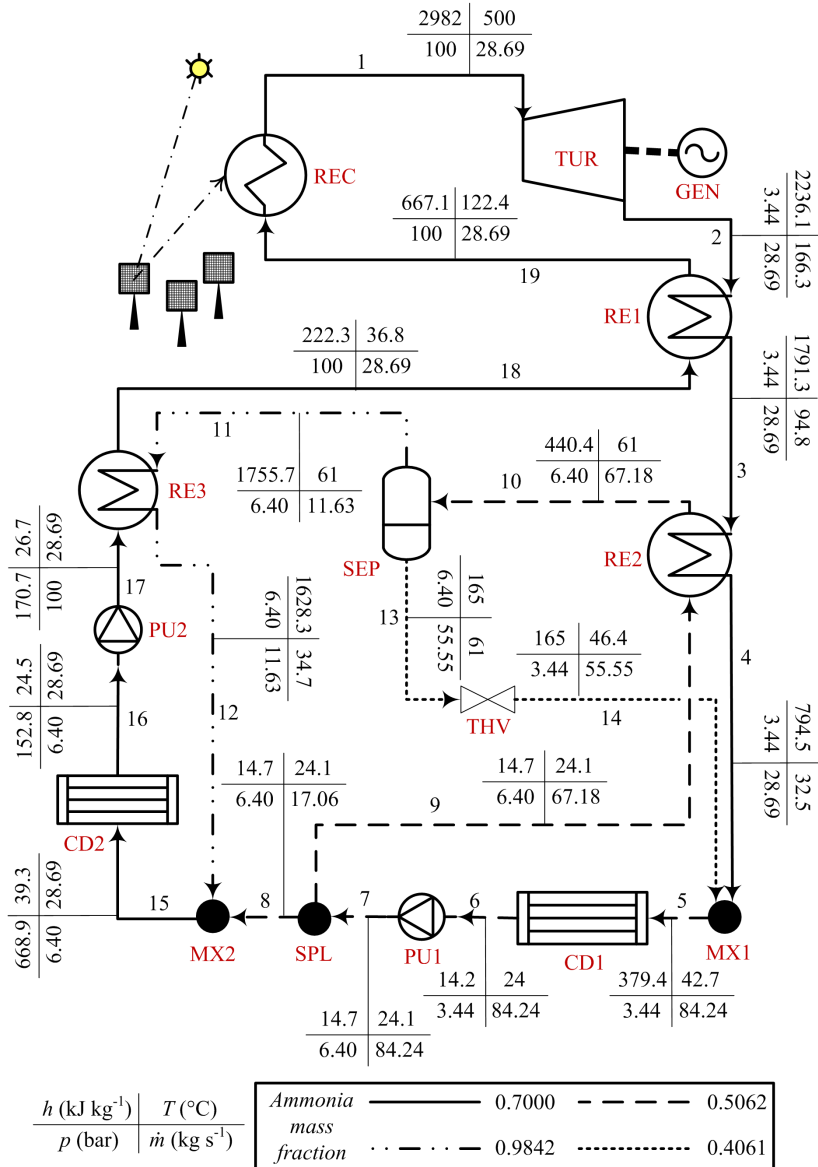 2982 500
100 28.69
1
TUR
GEN
REC
667.1 122.4
100 28.69
19
2236.1 166.3
3.44 28.69
2
RE1
222.3 36.8
100 28.69
18
1791.3 94.8
3.44 28.69
3
11
1755.7 61
6.40 11.63
440.4 61
6.40 67.18
10
RE3
SEP
RE2
26.7 28.69
170.7 100
17
PU2
1628.3 34.7
6.40 11.63
13
165 61
6.40 55.55
165 46.4
3.44 55.55
THV
14
4
24.5 28.69
152.8 6.40
16
12
794.5 32.5
3.44 28.69
14.7 24.1
6.40 17.06
9
14.7 24.1
6.40 67.18
CD2
39.3 28.69
668.9 6.40
15
8
7
6
5
MX2
SPL
PU1
CD1
MX1
14.2 24
3.44 84.24
379.4 42.7
3.44 84.24
14.7 24.1
6.40 84.24
h (kJ kg⁻¹) T (°C)
p (bar) ṁ (kg s⁻¹)
Ammonia
mass
fraction
0.7000 0.5062
0.9842 0.4061